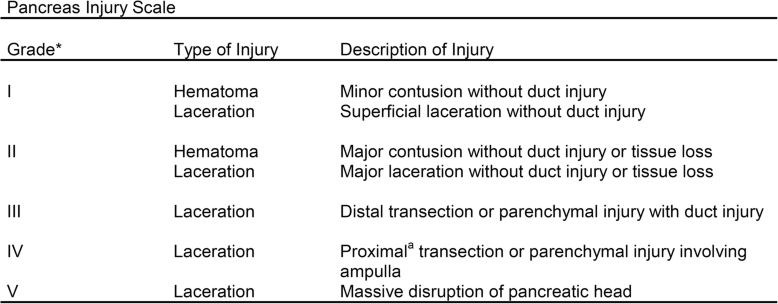 Pancreas Injury Scale
Grade* Type of Injury Description of Injury
I Hematoma Minor contusion without duct injury
Laceration Superficial laceration without duct injury
II Hematoma Major contusion without duct injury or tissue loss
Laceration Major laceration without duct injury or tissue loss
III Laceration Distal transection or parenchymal injury with duct injury
IV Laceration Proximalᵃ transection or parenchymal injury involving
ampulla
V Laceration Massive disruption of pancreatic head